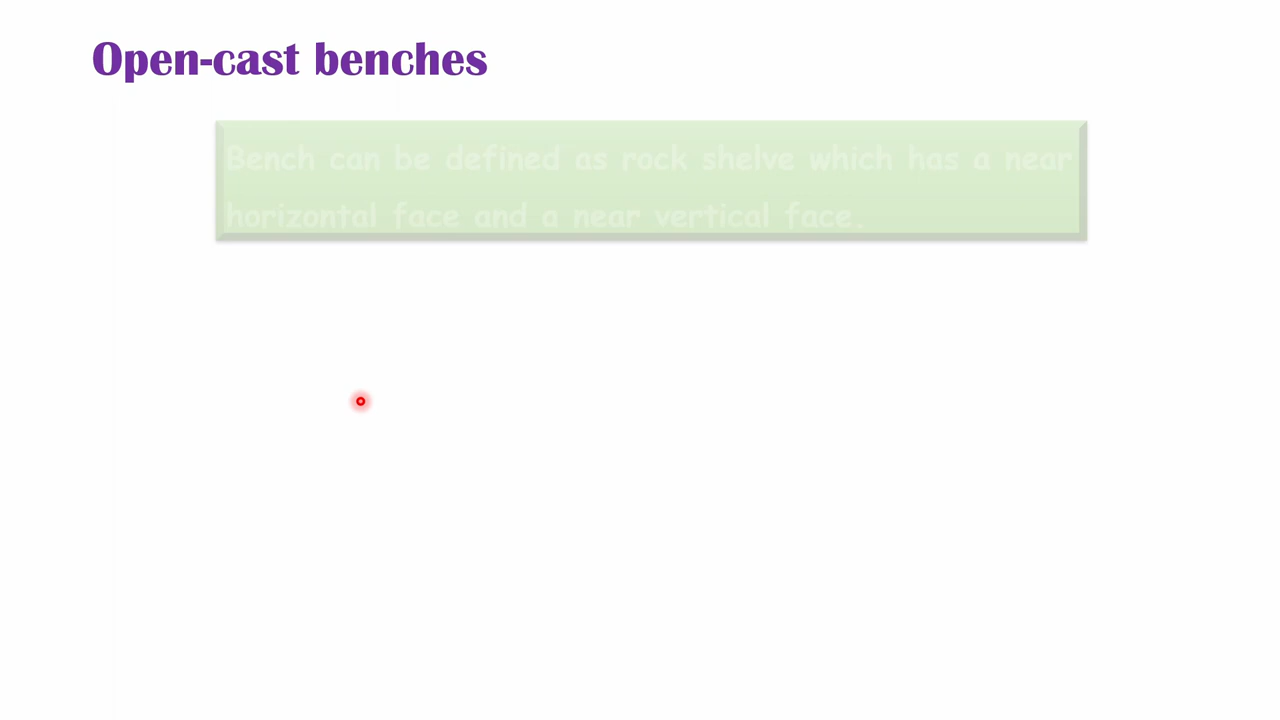 Open-cast benches
Bench can be defined as rock shelve which has a near
horizontal face and a near vertical face.